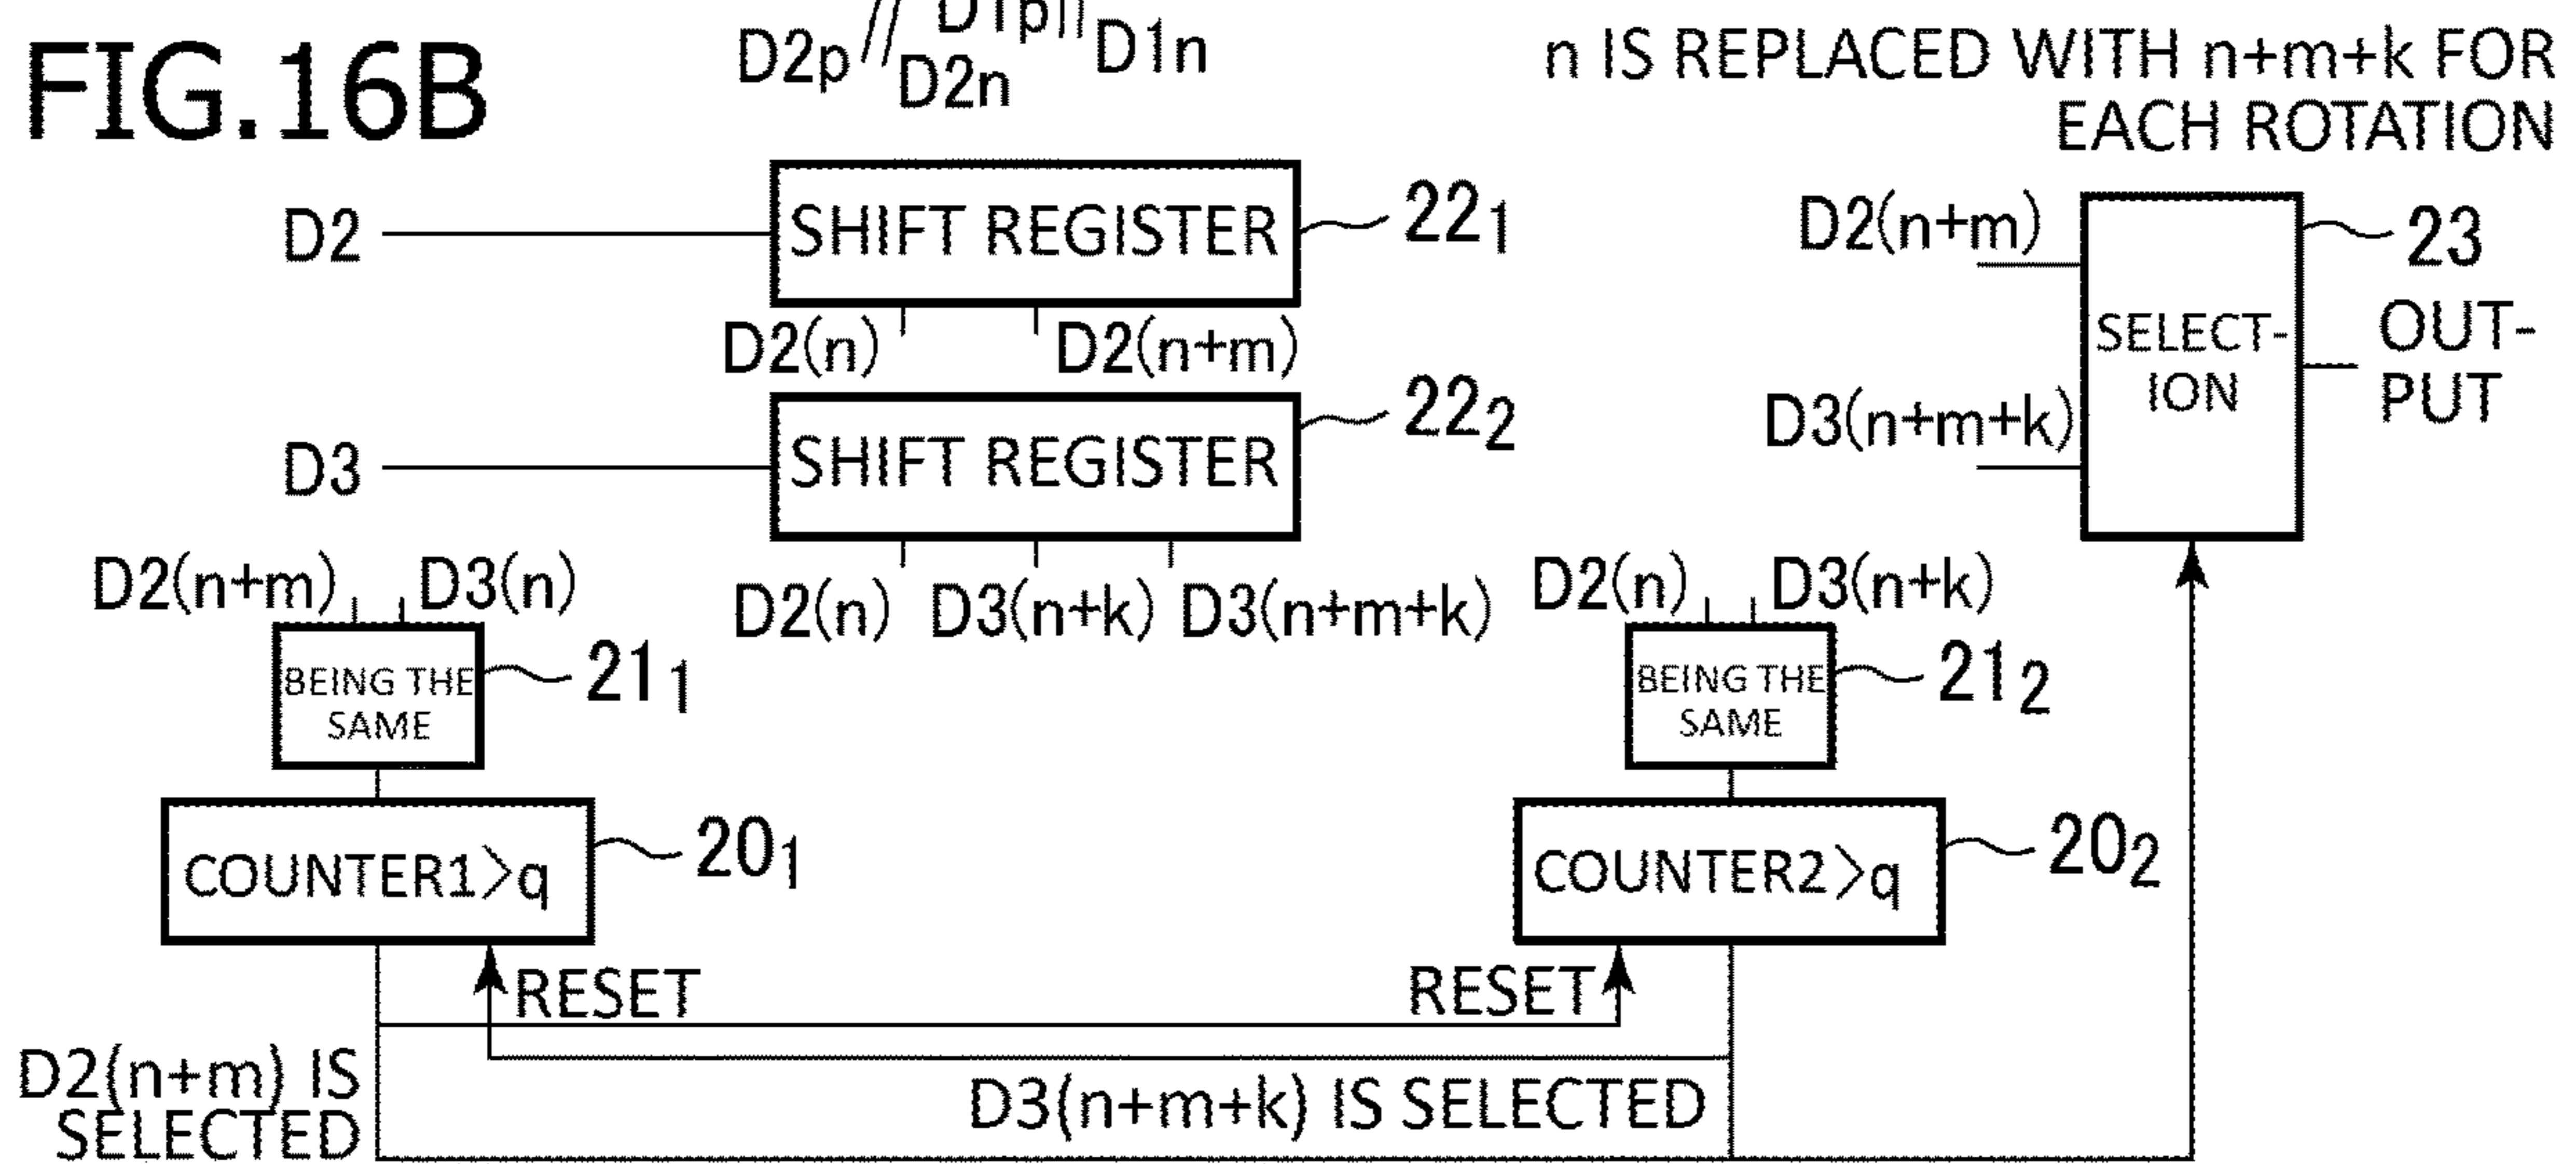 FIG.16B
D2p // D1p || D1n
D2n
n IS REPLACED WITH n+m+k FOR
EACH ROTATION
D2
SHIFT REGISTER
22₁
D2(n)
D2(n+m)
D3
SHIFT REGISTER
22₂
D2(n)
D3(n+k)
D3(n+m+k)
D2(n+m)
D3(n+m+k)
SELECT-
ION
23
OUT-
PUT
D2(n+m)
D3(n)
BEING THE
SAME
21₁
COUNTER1>q
20₁
RESET
D2(n)
D3(n+k)
BEING THE
SAME
21₂
COUNTER2>q
20₂
RESET
D2(n+m) IS
SELECTED
D3(n+m+k) IS SELECTED